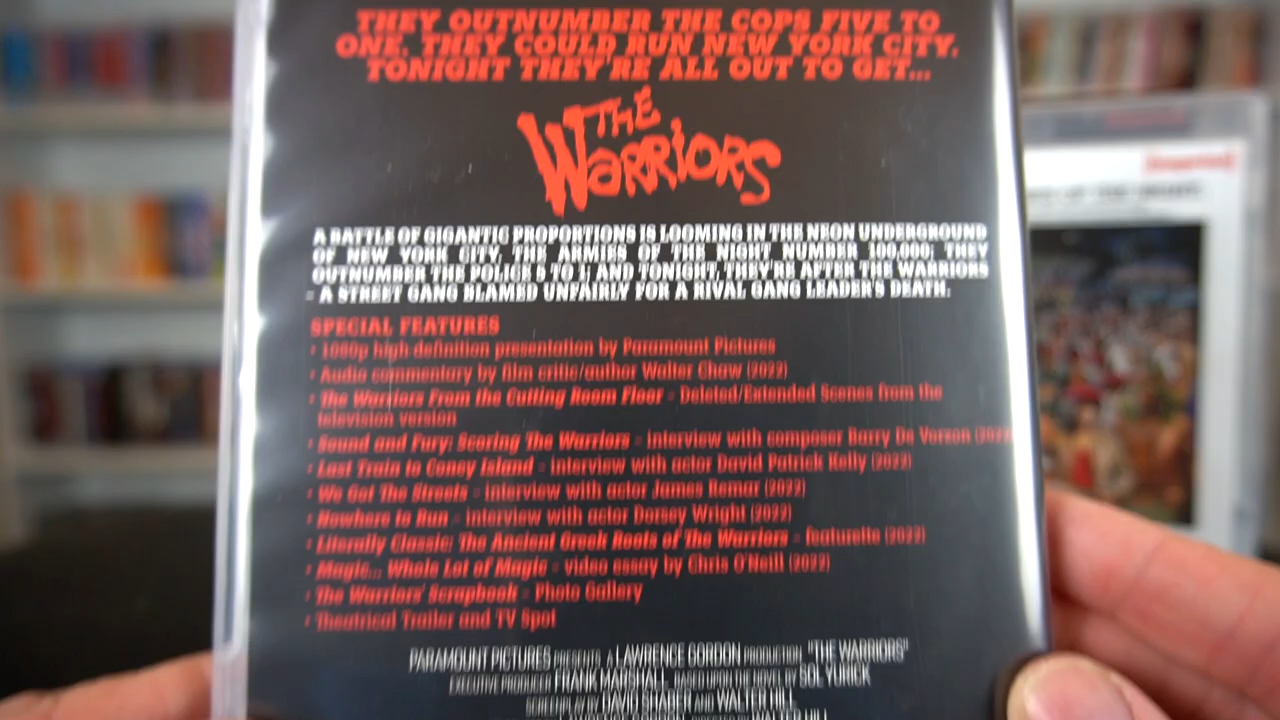 THEY OUTNUMBER THE COPS FIVE TO
ONE. THEY COULD RUN NEW YORK CITY.
TONIGHT THEY'RE ALL OUT TO GET...
THE
WARRIORS
A BATTLE OF GIGANTIC PROPORTIONS IS LOOMING IN THE NEON UNDERGROUND
OF NEW YORK CITY. THE ARMIES OF THE NIGHT NUMBER 100,000; THEY
OUTNUMBER THE POLICE 5 TO 1; AND TONIGHT, THEY'RE AFTER THE WARRIORS
– A STREET GANG BLAMED UNFAIRLY FOR A RIVAL GANG LEADER'S DEATH.
SPECIAL FEATURES
• 1080p high definition presentation by Paramount Pictures
• Audio commentary by film critic/author Walter Chaw (2022)
• The Warriors From the Cutting Room Floor – Deleted/Extended Scenes from the
television version
• Sound and Fury: Scoring The Warriors – interview with composer Barry De Vorzon (2022
• Last Train to Coney Island – interview with actor David Patrick Kelly (2022)
• We Got The Streets – interview with actor James Remar (2022)
• Nowhere to Run – interview with actor Dorsey Wright (2022)
• Literally Classic: The Ancient Greek Roots of The Warriors – featurette (2022)
• Magic... Whole Lot of Magic – video essay by Chris O'Neill (2022)
• The Warriors' Scrapbook – Photo Gallery
• Theatrical Trailer and TV Spot
PARAMOUNT PICTURES PRESENTS A LAWRENCE GORDON PRODUCTION "THE WARRIORS"
EXECUTIVE PRODUCER FRANK MARSHALL BASED UPON THE NOVEL BY SOL YURICK
SCREENPLAY BY DAVID SHABER AND WALTER HILL
LAWRENCE GORDON DIRECTED BY WALTER HILL